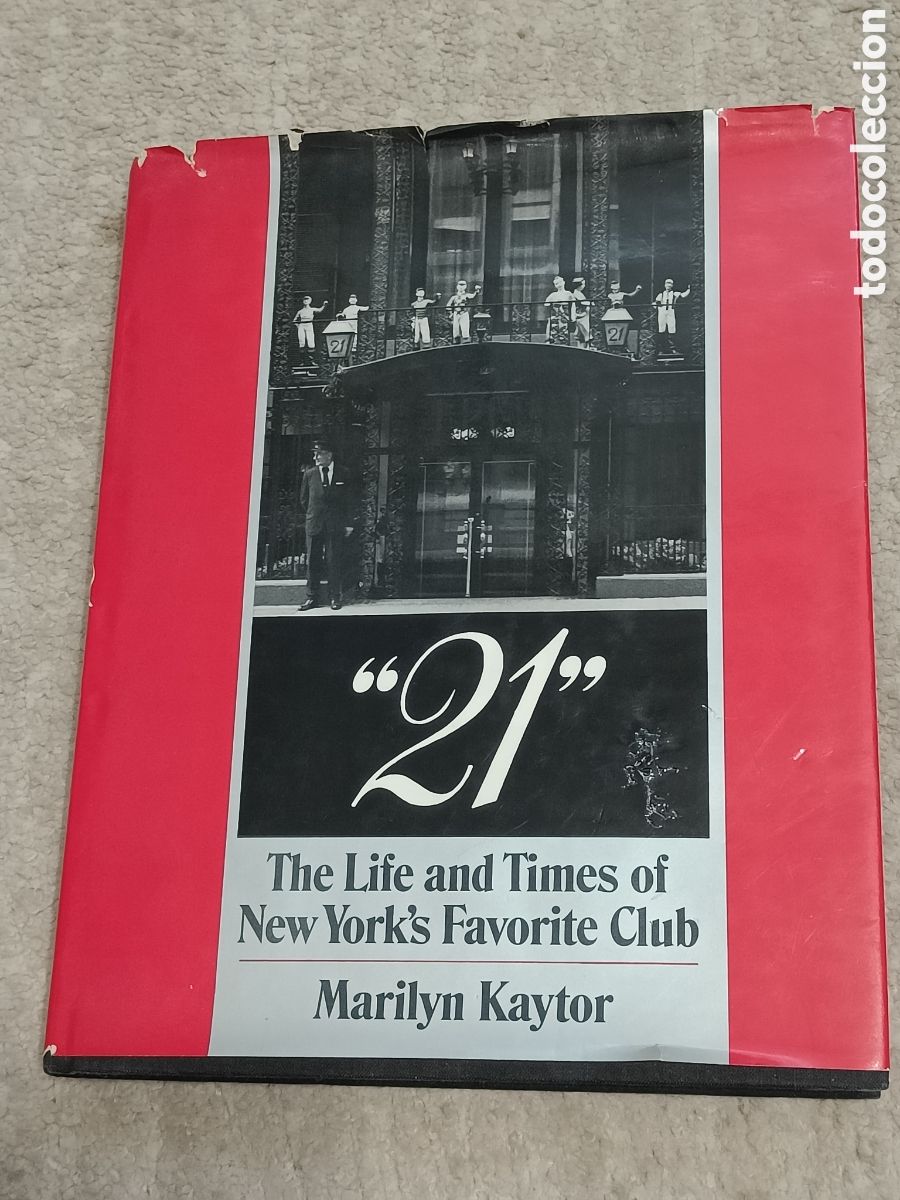 todocoleccion
21
21
“21”
The Life and Times of
New York's Favorite Club
Marilyn Kaytor